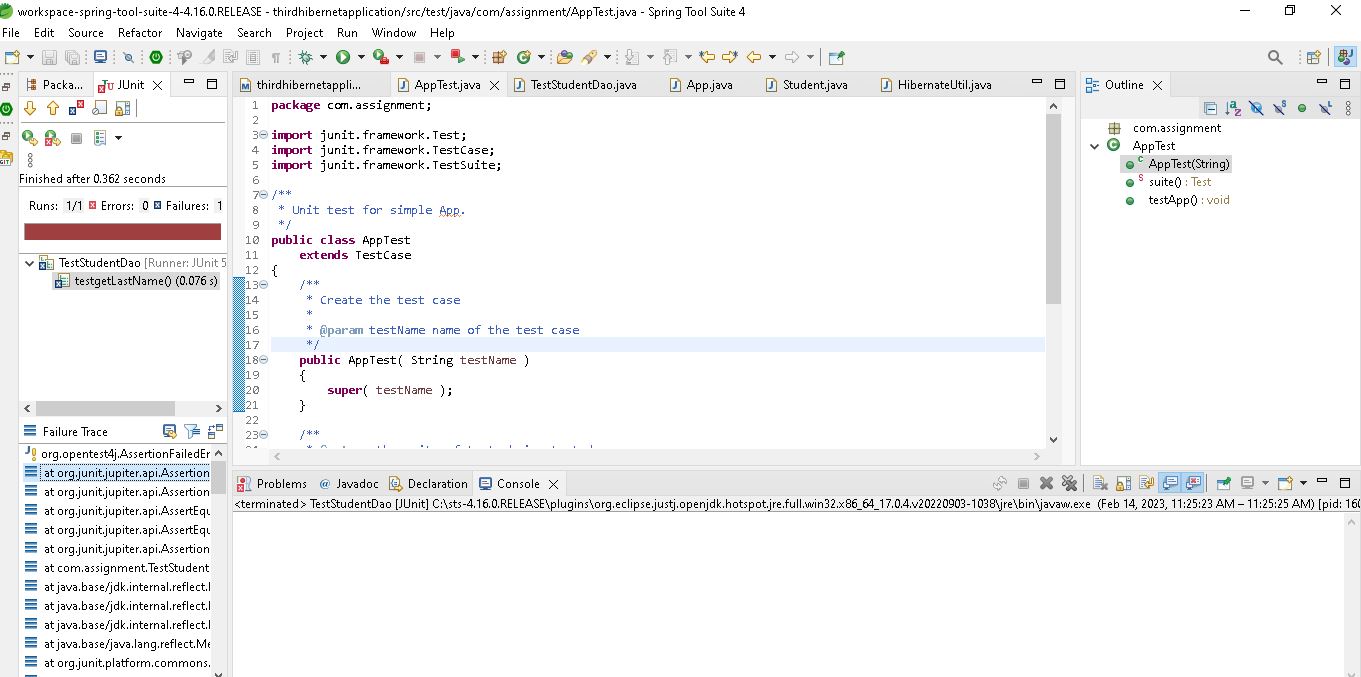 workspace-spring-tool-suite-4-4.16.0.RELEASE - thirdhibernetapplication/src/test/java/com/assignment/AppTest.java - Spring Tool Suite 4
File Edit Source Refactor Navigate Search Project Run Window Help
Packa... JUnit
Finished after 0.362 seconds
Runs: 1/1 Errors: 0 Failures: 1
TestStudentDao [Runner: JUnit 5
testgetLastName() (0.076 s)
Failure Trace
org.opentest4j.AssertionFailedEr
at org.junit.jupiter.api.Assertion
at org.junit.jupiter.api.Assertion
at org.junit.jupiter.api.AssertEqu
at org.junit.jupiter.api.AssertEqu
at org.junit.jupiter.api.Assertion
at com.assignment.TestStudent
at java.base/jdk.internal.reflect.
at java.base/jdk.internal.reflect.
at java.base/jdk.internal.reflect.
at java.base/java.lang.reflect.Me
at org.junit.platform.commons.
thirdhibernetappli... AppTest.java TestStudentDao.java App.java Student.java HibernateUtil.java
1 package com.assignment;
2
3 import junit.framework.Test;
4 import junit.framework.TestCase;
5 import junit.framework.TestSuite;
6
7 /**
8 * Unit test for simple App.
9 */
10 public class AppTest
11 extends TestCase
12 {
13 /**
14 * Create the test case
15 *
16 * @param testName name of the test case
17 */
18 public AppTest( String testName )
19 {
20 super( testName );
21 }
22
23 /**
Outline
com.assignment
AppTest
AppTest(String)
suite() : Test
testApp() : void
Problems @ Javadoc Declaration Console
<terminated> TestStudentDao [JUnit] C:\sts-4.16.0.RELEASE\plugins\org.eclipse.justj.openjdk.hotspot.jre.full.win32.x86_64_17.0.4.v20220903-1038\jre\bin\javaw.exe (Feb 14, 2023, 11:25:23 AM – 11:25:25 AM) [pid: 160